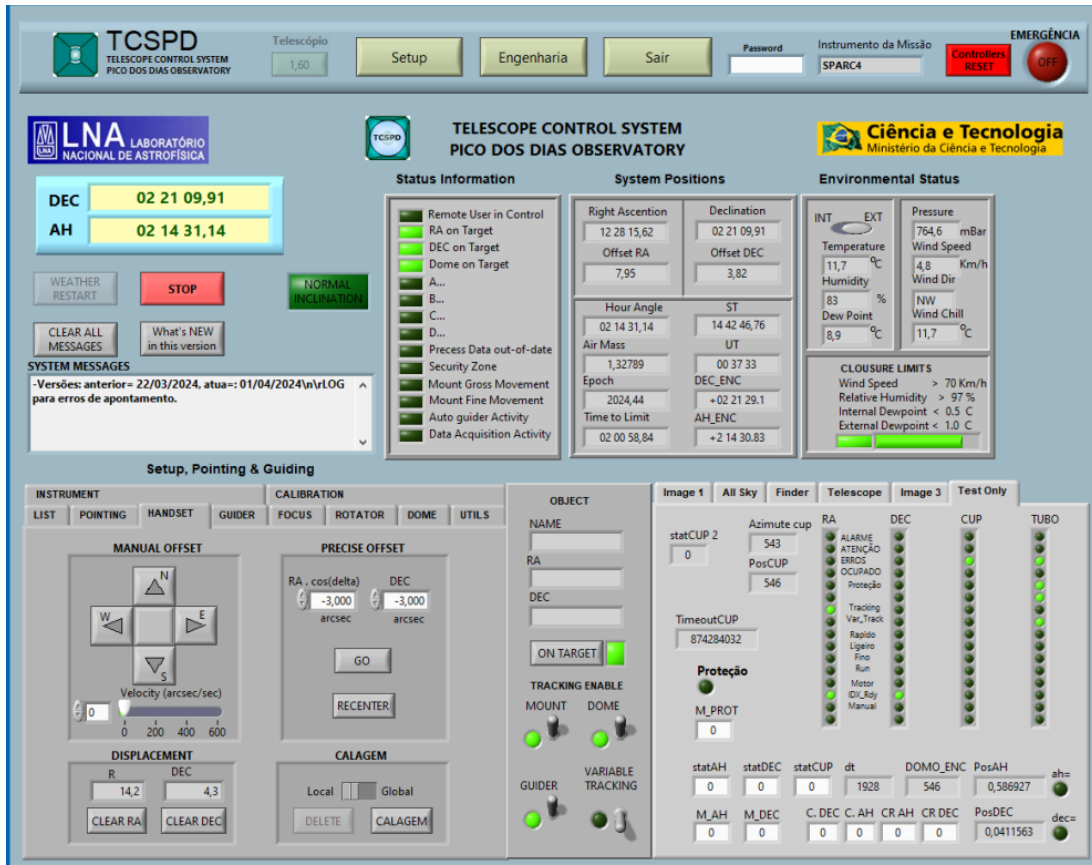 TCSPD
TELESCOPE CONTROL SYSTEM
PICO DOS DIAS OBSERVATORY
Telescópio
1,60
Setup
Engenharia
Sair
Password
Instrumento da Missão
SPARC4
Controllers
RESET
EMERGÊNCIA
OFF
LNA LABORATÓRIO
NACIONAL DE ASTROFÍSICA
TCSPD
TELESCOPE CONTROL SYSTEM
PICO DOS DIAS OBSERVATORY
Ciência e Tecnologia
Ministério da Ciência e Tecnologia
DEC 02 21 09,91
AH 02 14 31,14
WEATHER
RESTART
STOP
NORMAL
INCLINATION
CLEAR ALL
MESSAGES
What's NEW
in this version
SYSTEM MESSAGES
-Versões: anterior= 22/03/2024, atua=: 01/04/2024\n\rLOG
para erros de apontamento.
Status Information
Remote User in Control
RA on Target
DEC on Target
Dome on Target
A...
B...
C...
D...
Precess Data out-of-date
Security Zone
Mount Gross Movement
Mount Fine Movement
Auto guider Activity
Data Acquisition Activity
System Positions
Right Ascention Declination
12 28 15,62 02 21 09,91
Offset RA Offset DEC
7,95 3,82
Hour Angle ST
02 14 31,14 14 42 46,76
Air Mass UT
1,32789 00 37 33
Epoch DEC_ENC
2024,44 +02 21 29.1
Time to Limit AH_ENC
02 00 58,84 +2 14 30.83
Environmental Status
INT EXT
Temperature
11,7 ºC
Humidity
83 %
Dew Point
8,9 ºC
Pressure
764,6 mBar
Wind Speed
4,8 Km/h
Wind Dir
NW
Wind Chill
11,7 ºC
CLOUSURE LIMITS
Wind Speed > 70 Km/h
Relative Humidity > 97 %
Internal Dewpoint < 0.5 C
External Dewpoint < 1.0 C
Setup, Pointing & Guiding
INSTRUMENT CALIBRATION
LIST POINTING HANDSET GUIDER FOCUS ROTATOR DOME UTILS
MANUAL OFFSET
N
W E
S
Velocity (arcsec/sec)
0
0 200 400 600
PRECISE OFFSET
RA . cos(delta) DEC
-3,000 -3,000
arcsec arcsec
GO
RECENTER
DISPLACEMENT
R DEC
14,2 4,3
CLEAR RA CLEAR DEC
CALAGEM
Local Global
DELETE CALAGEM
OBJECT
NAME
RA
DEC
ON TARGET
TRACKING ENABLE
MOUNT DOME
GUIDER VARIABLE
TRACKING
Image 1 All Sky Finder Telescope Image 3 Test Only
statCUP 2
0
Azimute cup
543
PosCUP
546
TimeoutCUP
874284032
Proteção
M_PROT
0
RA DEC CUP TUBO
ALARME
ATENÇÃO
ERROS
OCUPADO
Proteção
Tracking
Var_Track
Rapido
Ligeiro
Fino
Run
Motor
IDX_Rdy
Manual
statAH statDEC statCUP dt DOMO_ENC PosAH
0 0 0 1928 546 0,586927 ah=
M_AH M_DEC C. DEC C. AH CR AH CR DEC PosDEC
0 0 0 0 0 0 0,0411563 dec=